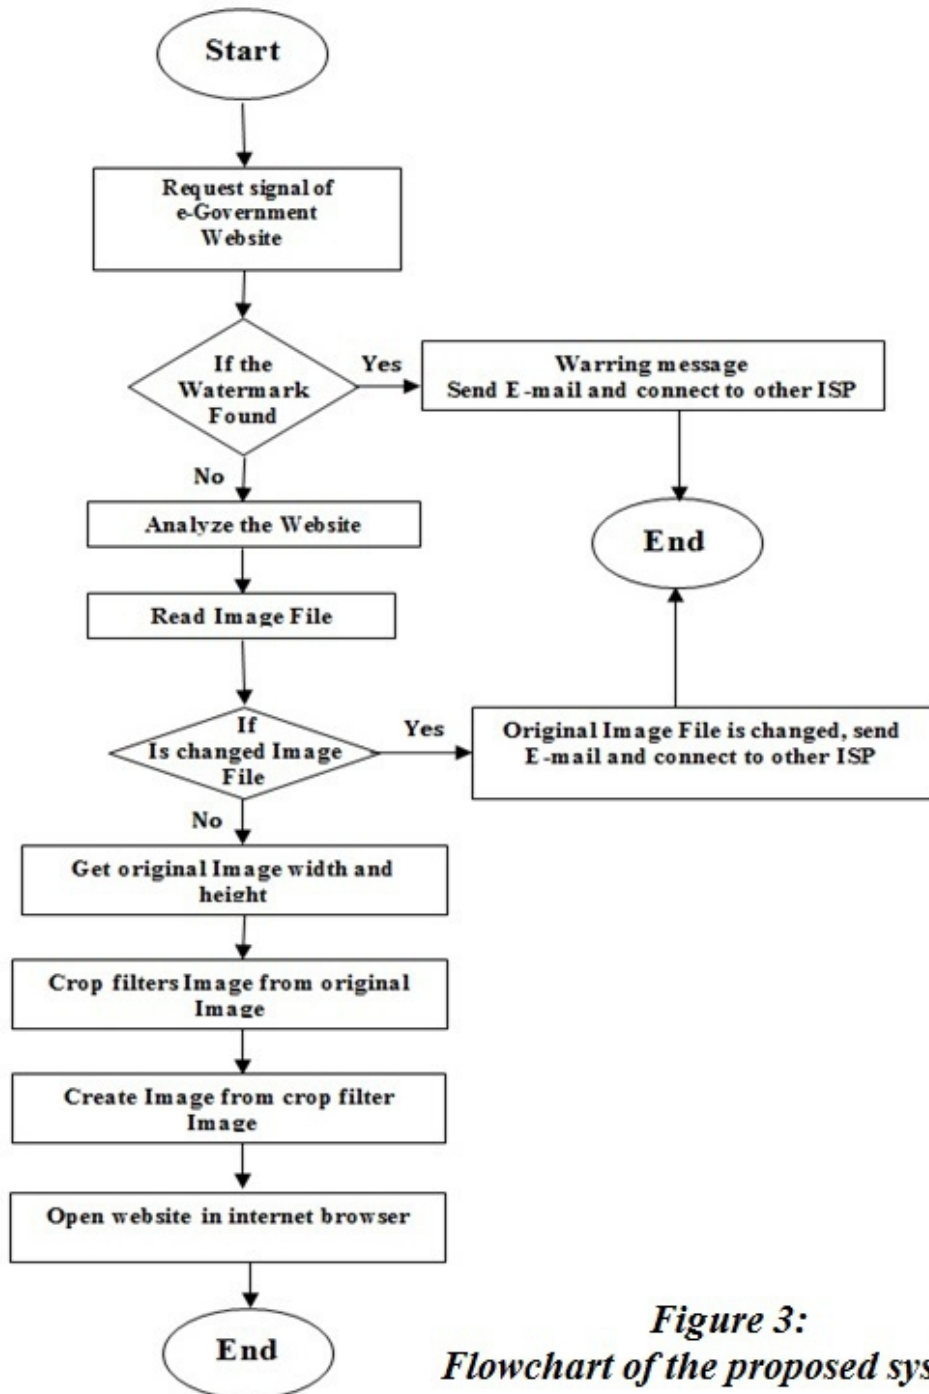 Start
Request signal of
e-Government
Website
If the
Watermark
Found
Yes
Warring message
Send E-mail and connect to other ISP
No
Analyze the Website
End
Read Image File
If
Is changed Image
File
Yes
Original Image File is changed, send
E-mail and connect to other ISP
No
Get original Image width and
height
Crop filters Image from original
Image
Create Image from crop filter
Image
Open website in internet browser
End
Figure 3:
Flowchart of the proposed sys